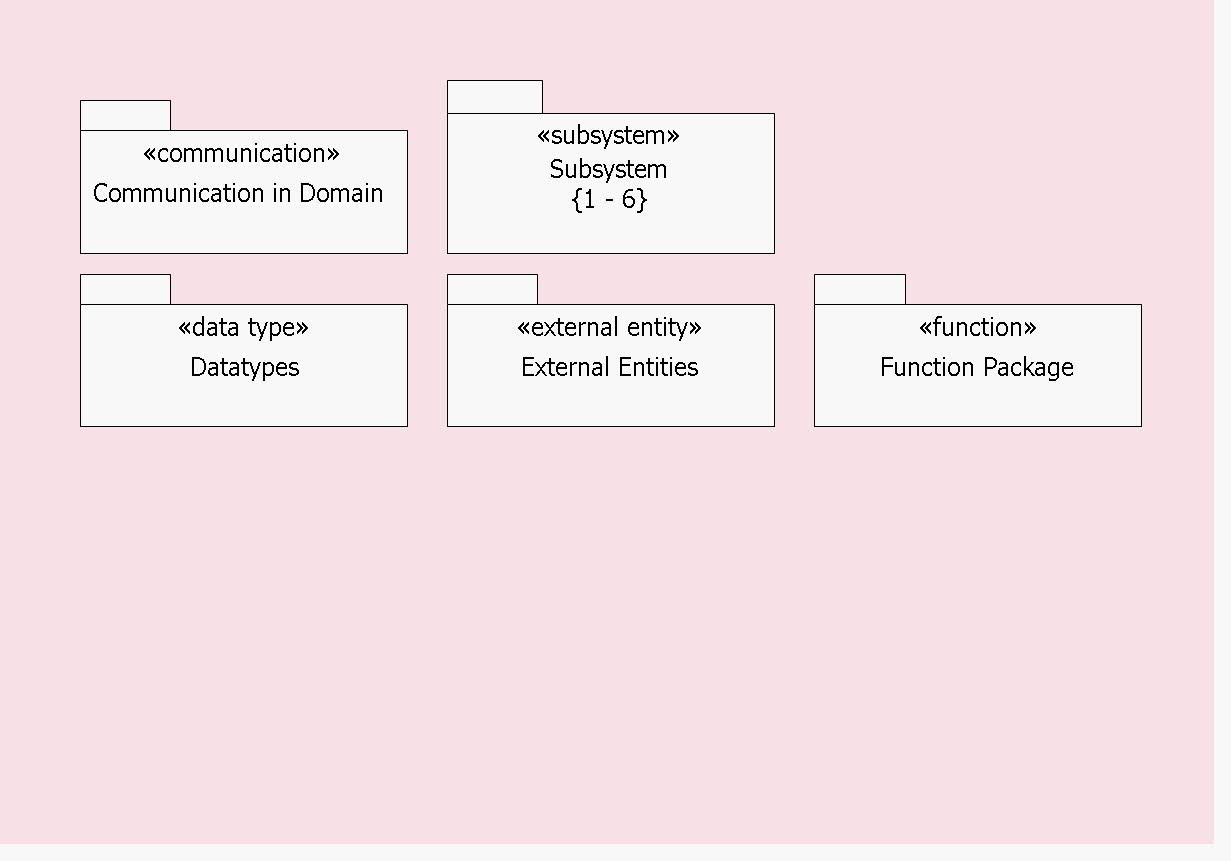 «communication»
Communication in Domain
«subsystem»
Subsystem
{1 - 6}
«data type»
Datatypes
«external entity»
External Entities
«function»
Function Package